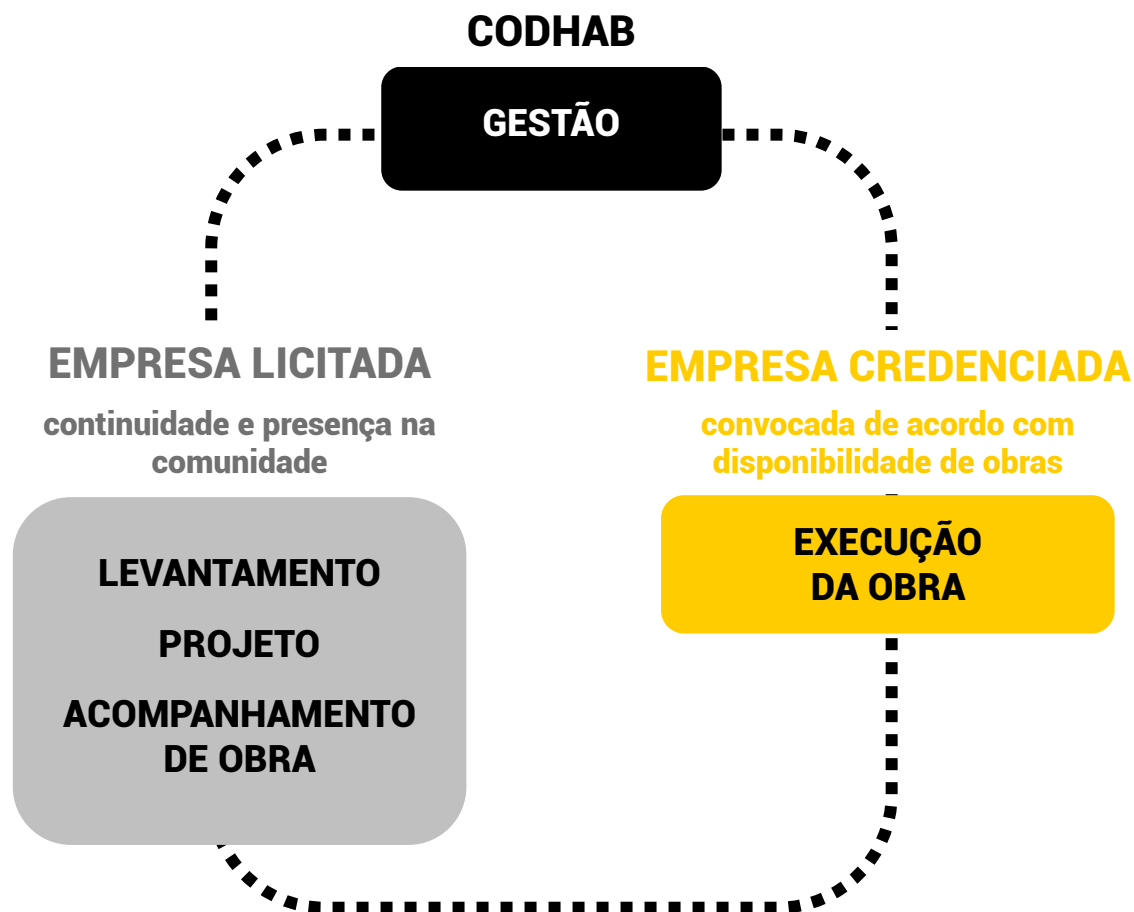 CODHAB
GESTÃO
EMPRESA LICITADA
continuidade e presença na
comunidade
LEVANTAMENTO
PROJETO
ACOMPANHAMENTO
DE OBRA
EMPRESA CREDENCIADA
convocada de acordo com
disponibilidade de obras
EXECUÇÃO
DA OBRA